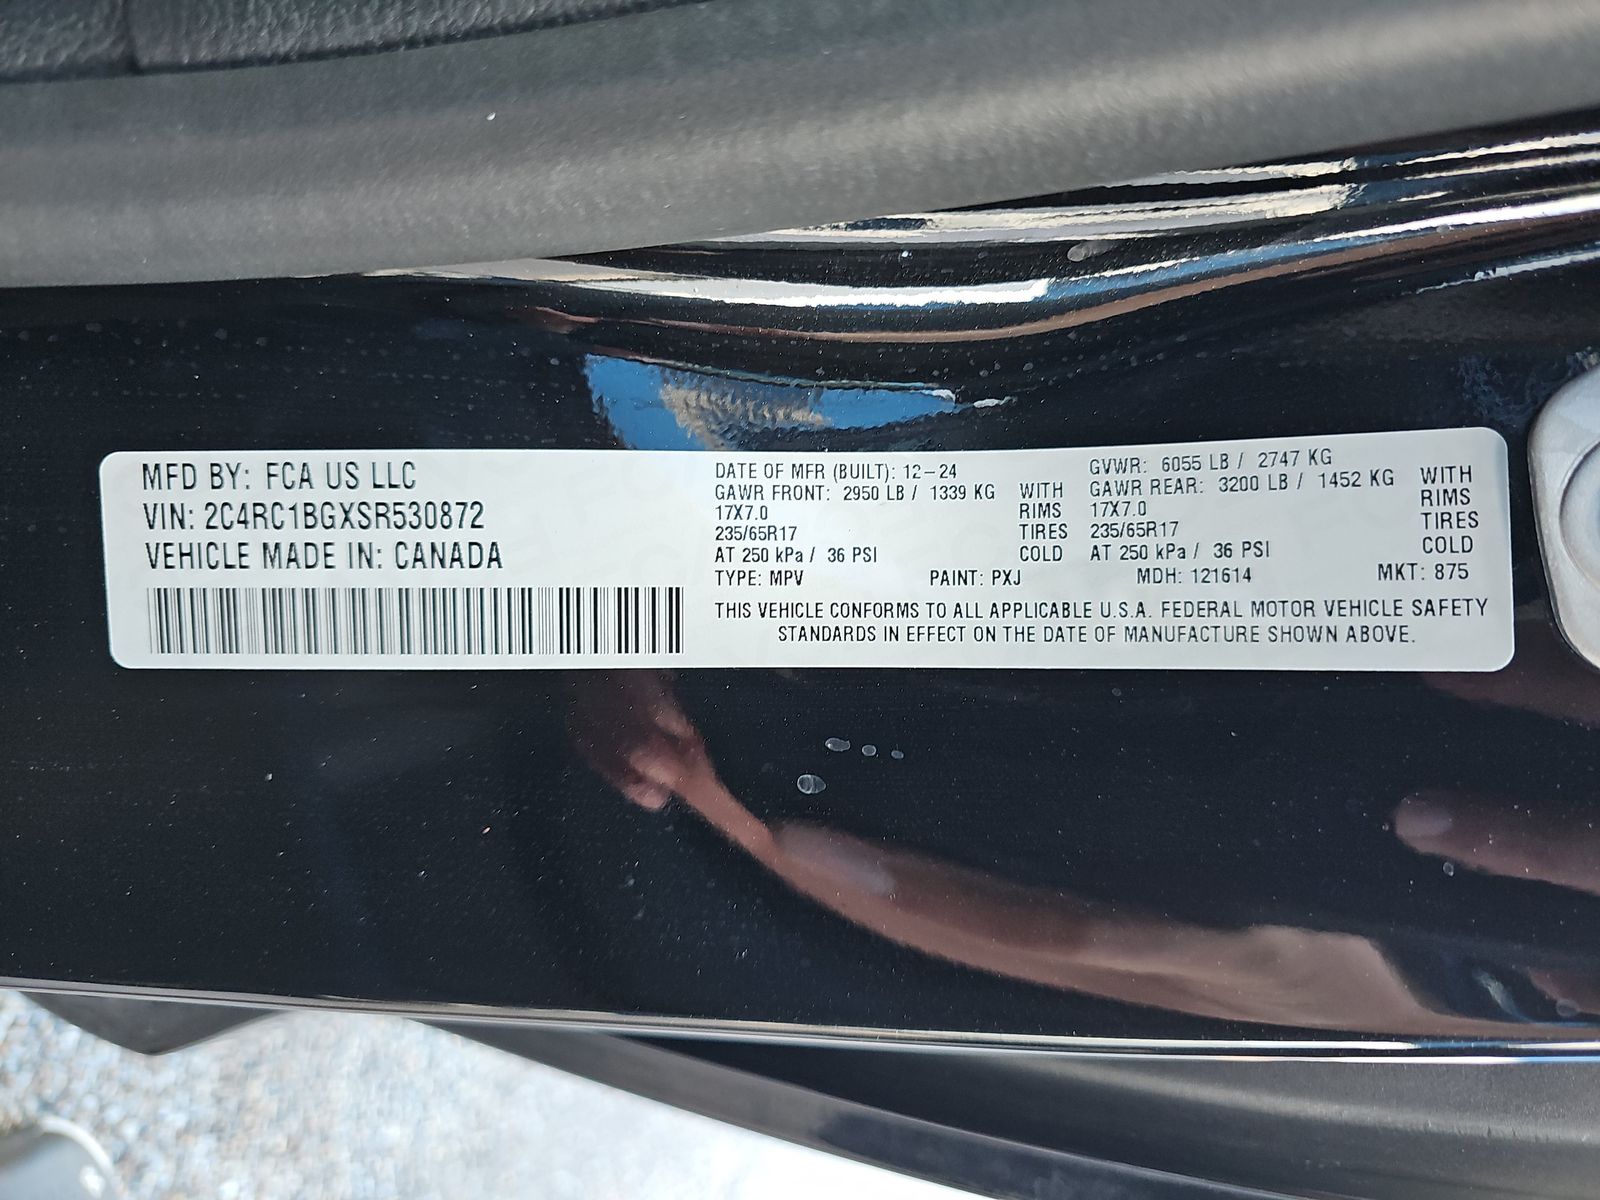 MFD BY: FCA US LLC
VIN: 2C4RC1BGXSR530872
VEHICLE MADE IN: CANADA
DATE OF MFR (BUILT): 12-24
GAWR FRONT: 2950 LB / 1339 KG WITH
17X7.0 RIMS
235/65R17 TIRES
AT 250 kPa / 36 PSI COLD
GVWR: 6055 LB / 2747 KG
GAWR REAR: 3200 LB / 1452 KG WITH
17X7.0 RIMS
235/65R17 TIRES
AT 250 kPa / 36 PSI COLD
TYPE: MPV PAINT: PXJ MDH: 121614 MKT: 875
THIS VEHICLE CONFORMS TO ALL APPLICABLE U.S.A. FEDERAL MOTOR VEHICLE SAFETY
STANDARDS IN EFFECT ON THE DATE OF MANUFACTURE SHOWN ABOVE.